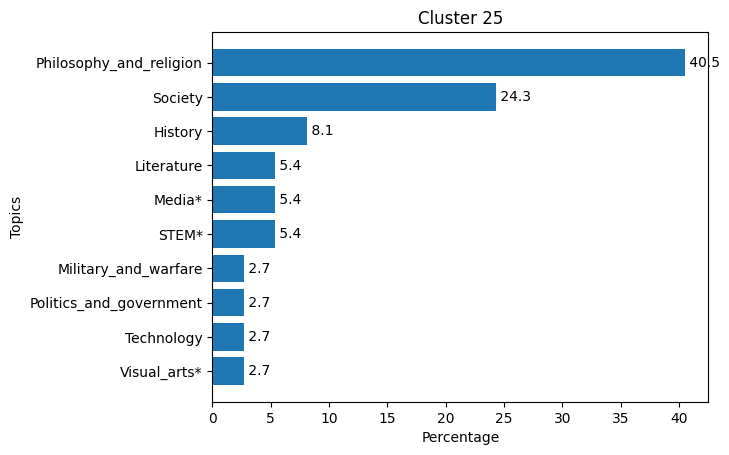 Cluster 25
Topics
Philosophy_and_religion 40.5
Society 24.3
History 8.1
Literature 5.4
Media* 5.4
STEM* 5.4
Military_and_warfare 2.7
Politics_and_government 2.7
Technology 2.7
Visual_arts* 2.7
0 5 10 15 20 25 30 35 40
Percentage